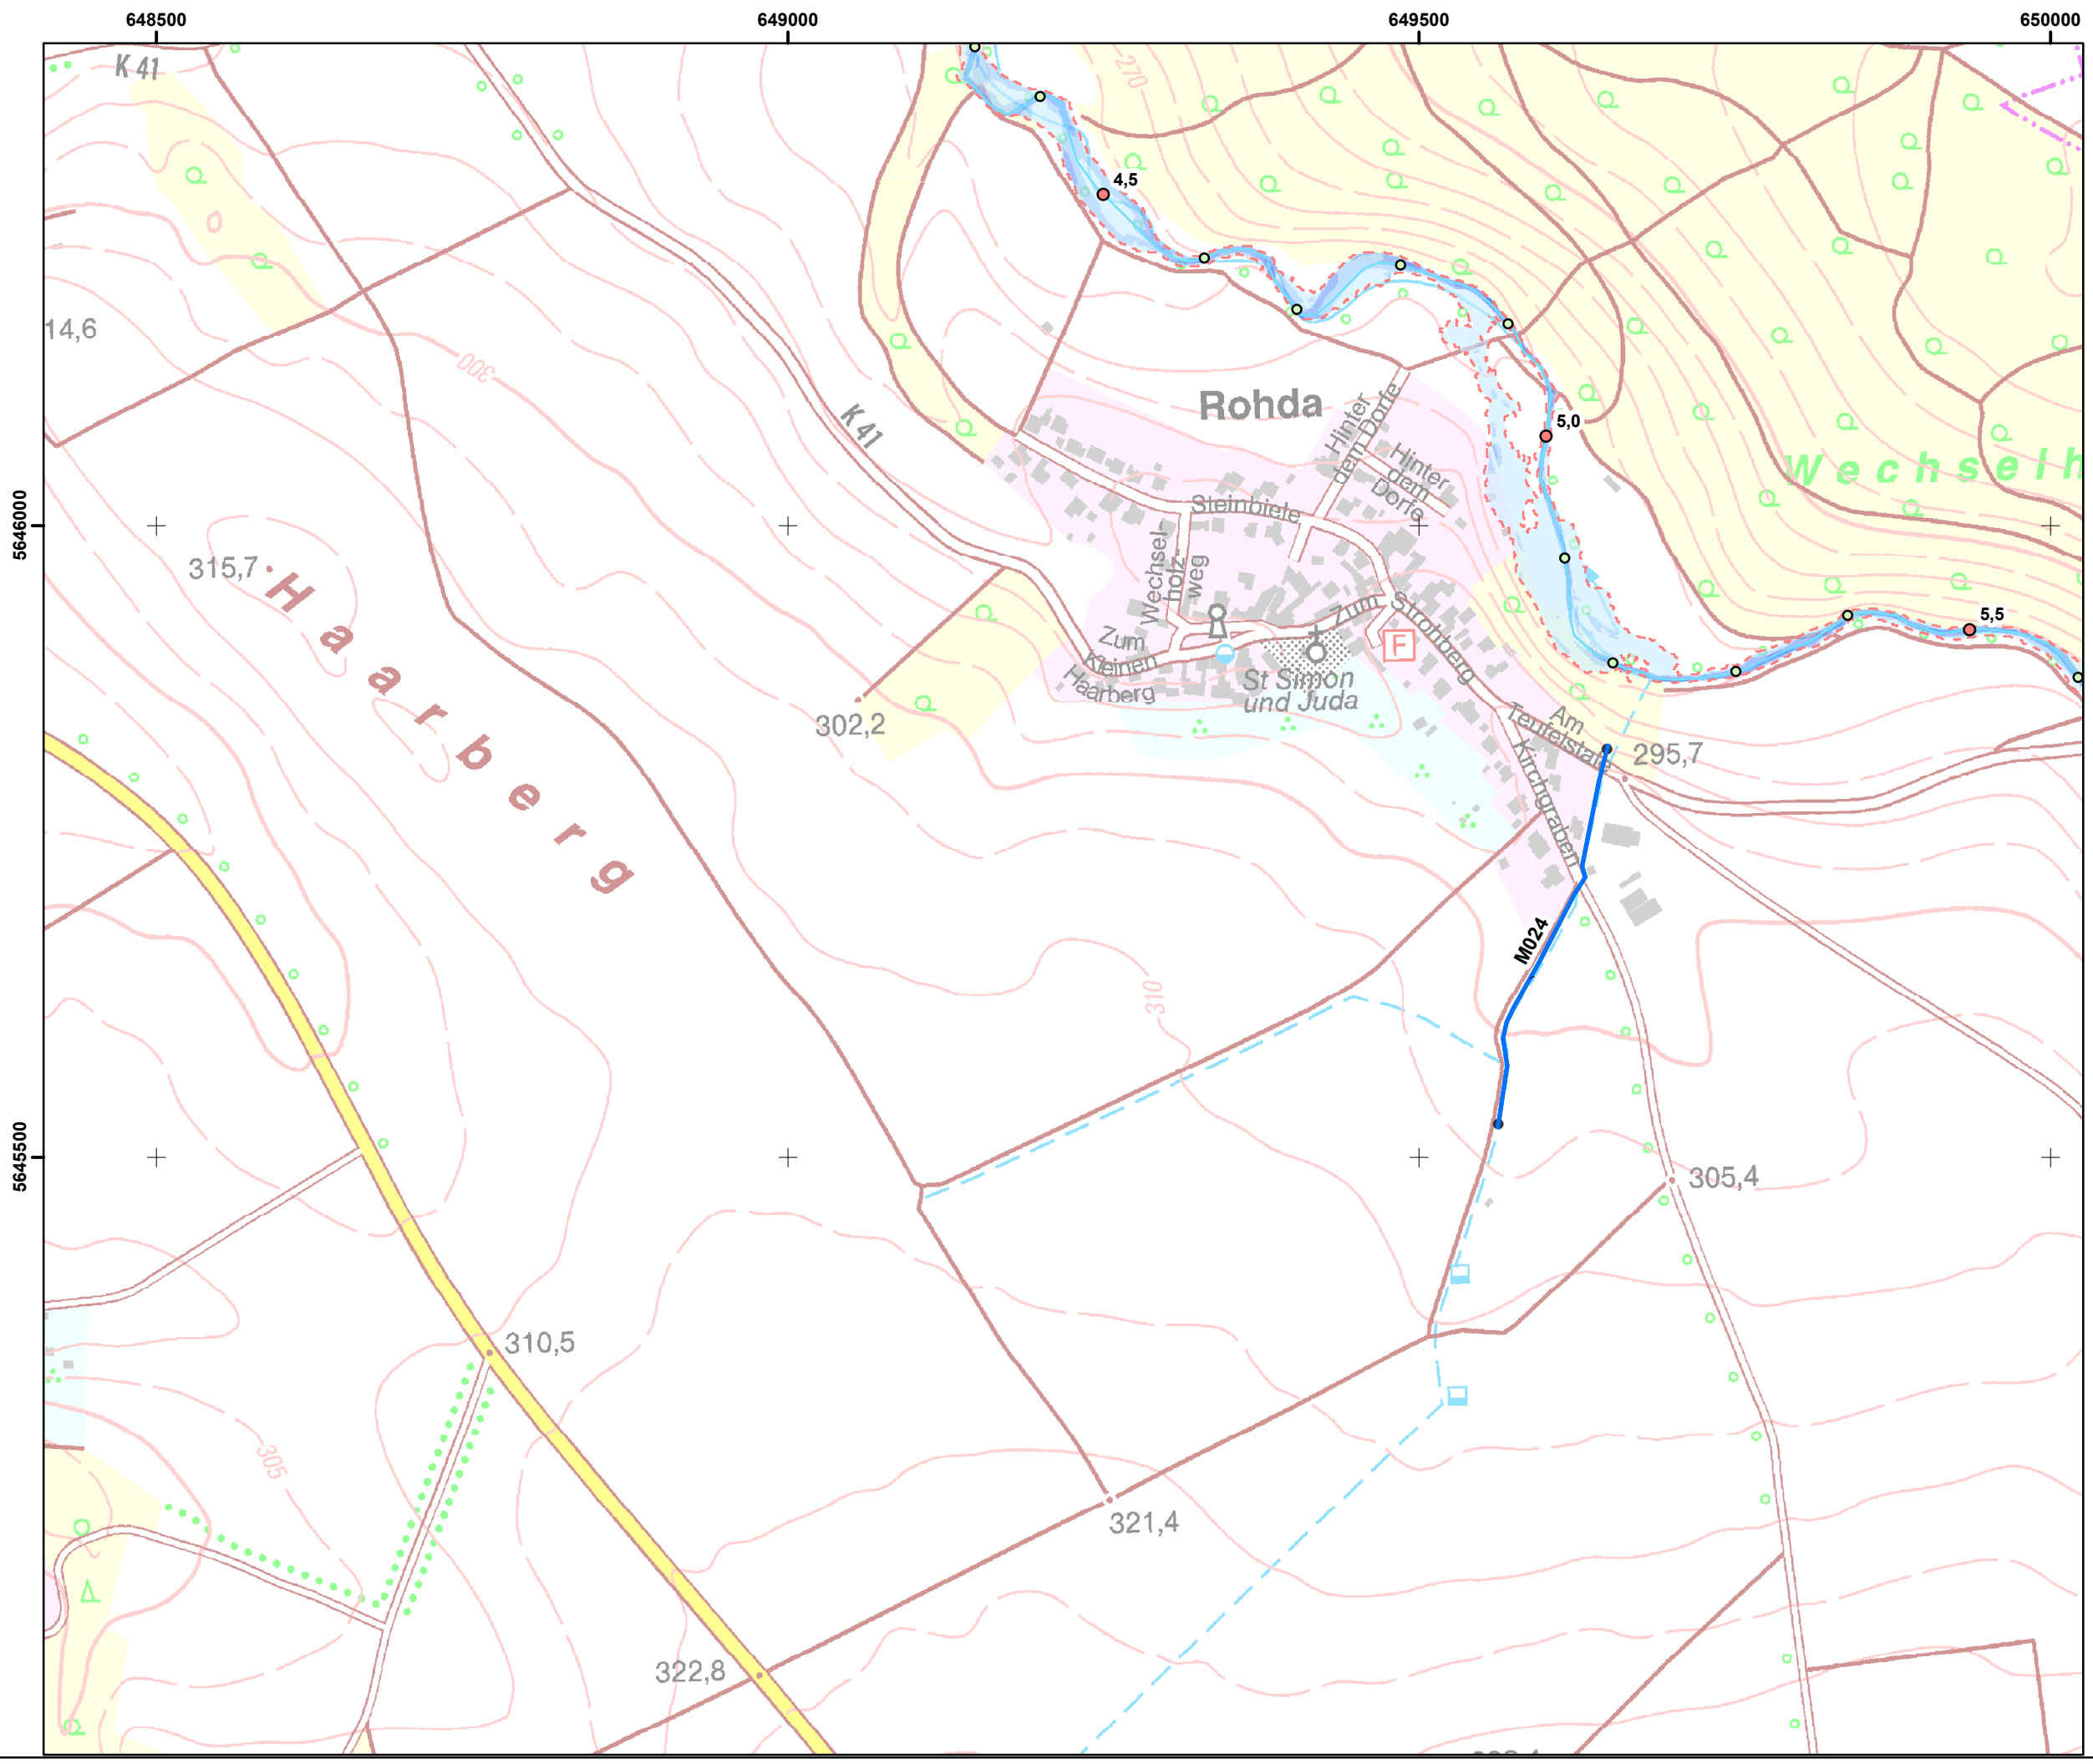 648500
649000
649500
650000
K 41
270
4,5
14,6
300
K 41
Rohda
Hinter
dem Dorfe
Hinter
dem
Dorfe
5,0
Wechselh
Steinbiele
5646000
315,7
Haarberg
Wechsel-
holz-
weg
Zum
Kleinen
Haarberg
Zum
Strohberg
F
St Simon
und Juda
5,5
302,2
Am
Teufelstale
295,7
Kirchgraben
M024
310
5645500
305,4
310,5
305
321,4
322,8